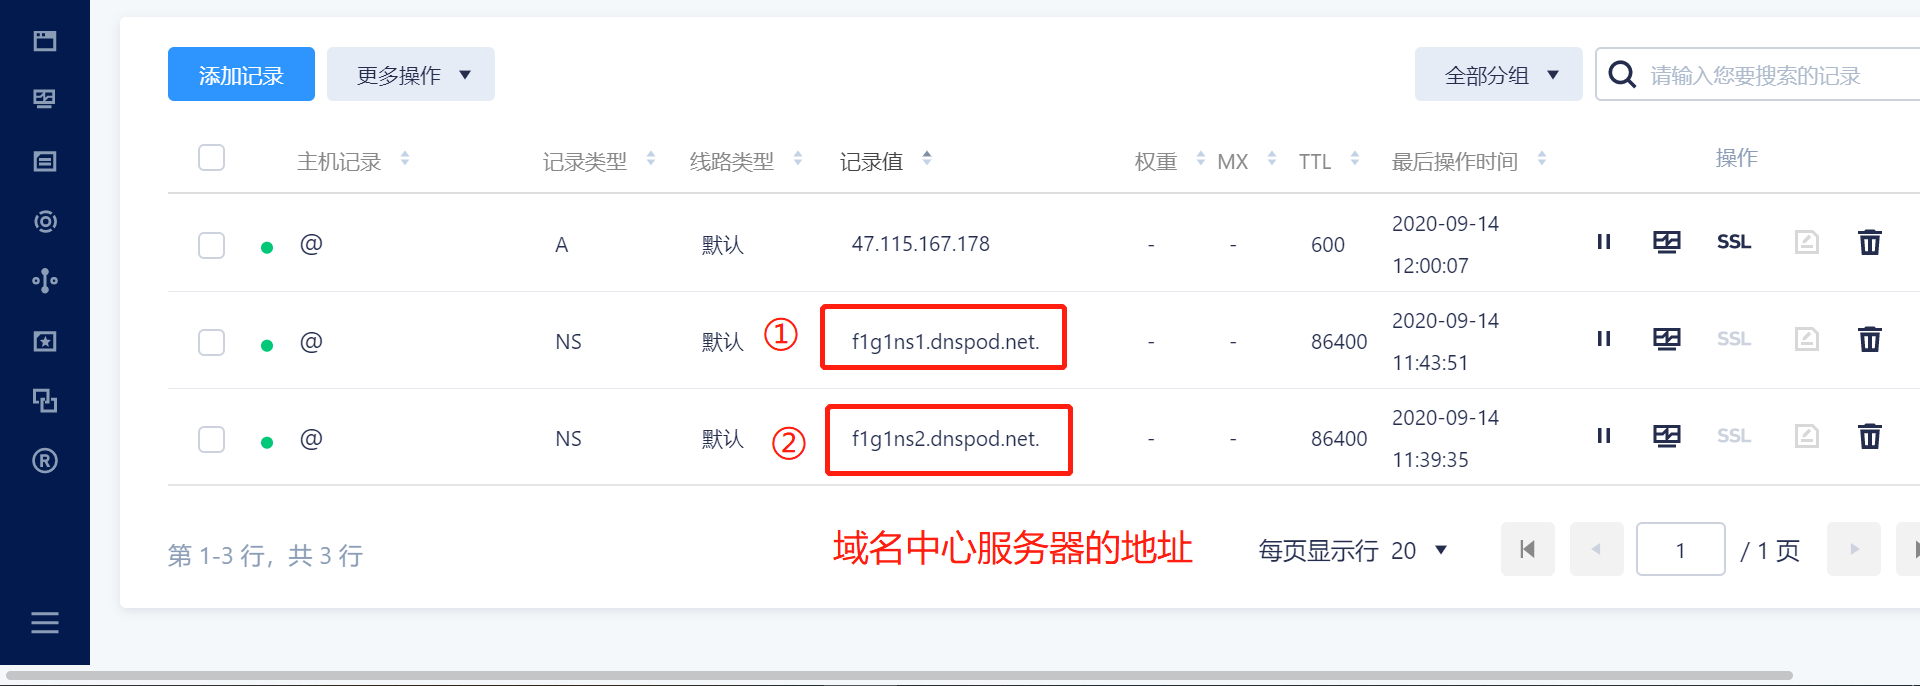 添加记录 更多操作 全部分组 请输入您要搜索的记录
主机记录 记录类型 线路类型 记录值 权重 MX TTL 最后操作时间 操作
@ A 默认 47.115.167.178 - - 600 2020-09-14 12:00:07 SSL
@ NS 默认 ① f1g1ns1.dnspod.net. - - 86400 2020-09-14 11:43:51 SSL
@ NS 默认 ② f1g1ns2.dnspod.net. - - 86400 2020-09-14 11:39:35 SSL
域名中心服务器的地址
第 1-3 行，共 3 行 每页显示行 20 1 / 1 页
®